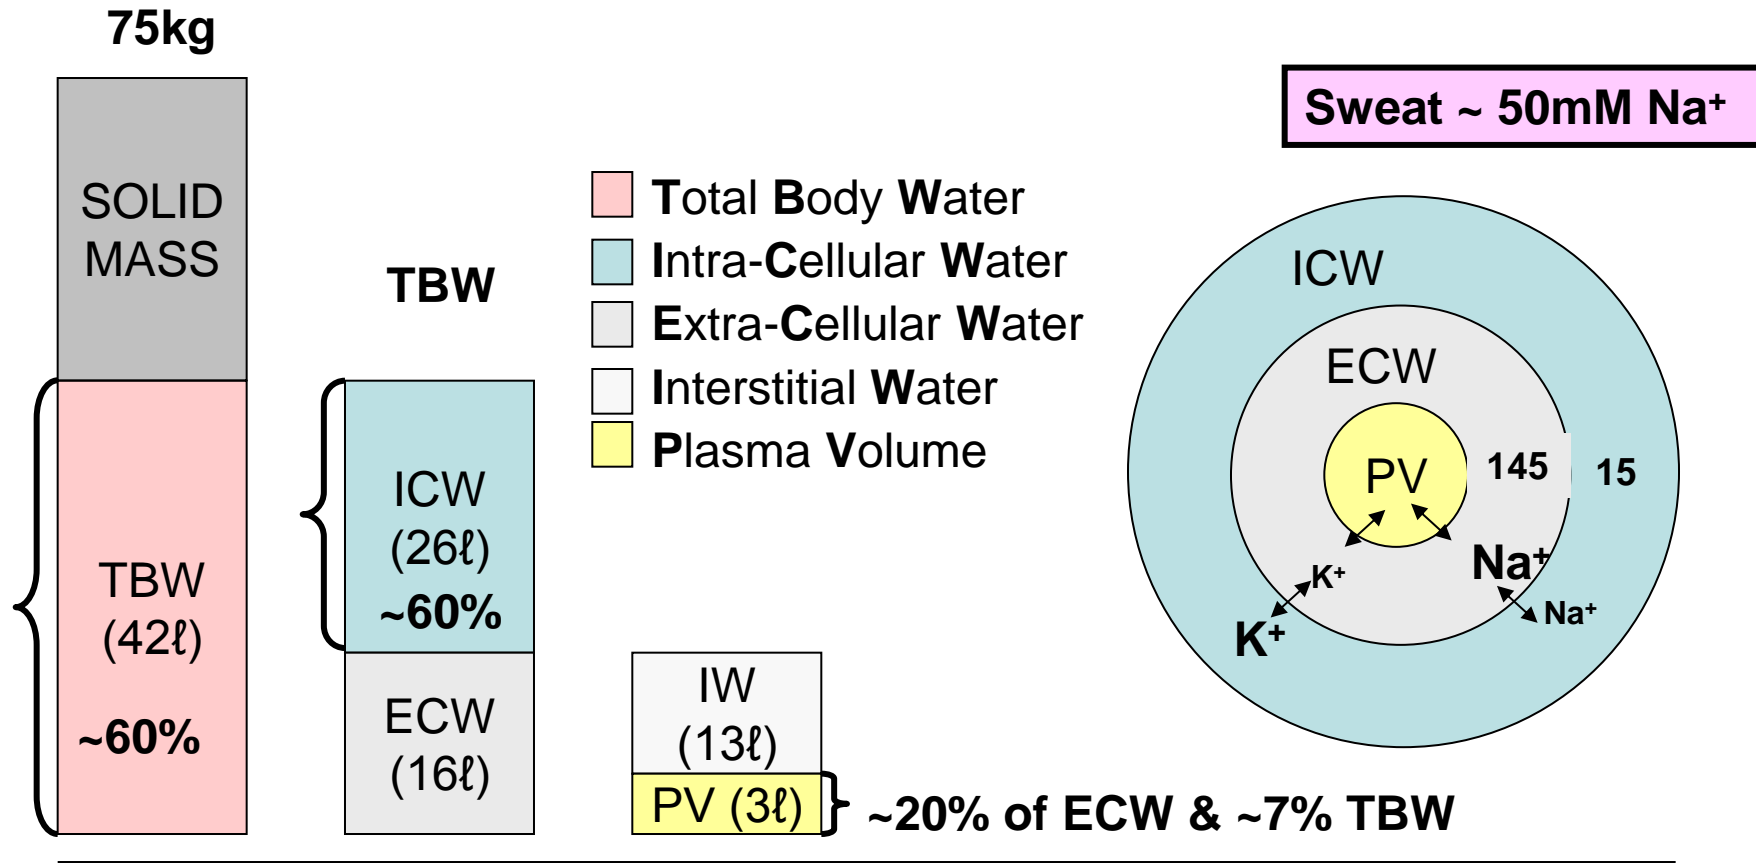 75kg
SOLID
MASS
TBW
(42ℓ)
~60%
TBW
ICW
(26ℓ)
~60%
ECW
(16ℓ)
Total Body Water
Intra-Cellular Water
Extra-Cellular Water
Interstitial Water
Plasma Volume
IW
(13ℓ)
PV (3ℓ)
~20% of ECW & ~7% TBW
Sweat ~ 50mM Na⁺
ICW
ECW
PV
145
15
K⁺
Na⁺
Na⁺
K⁺